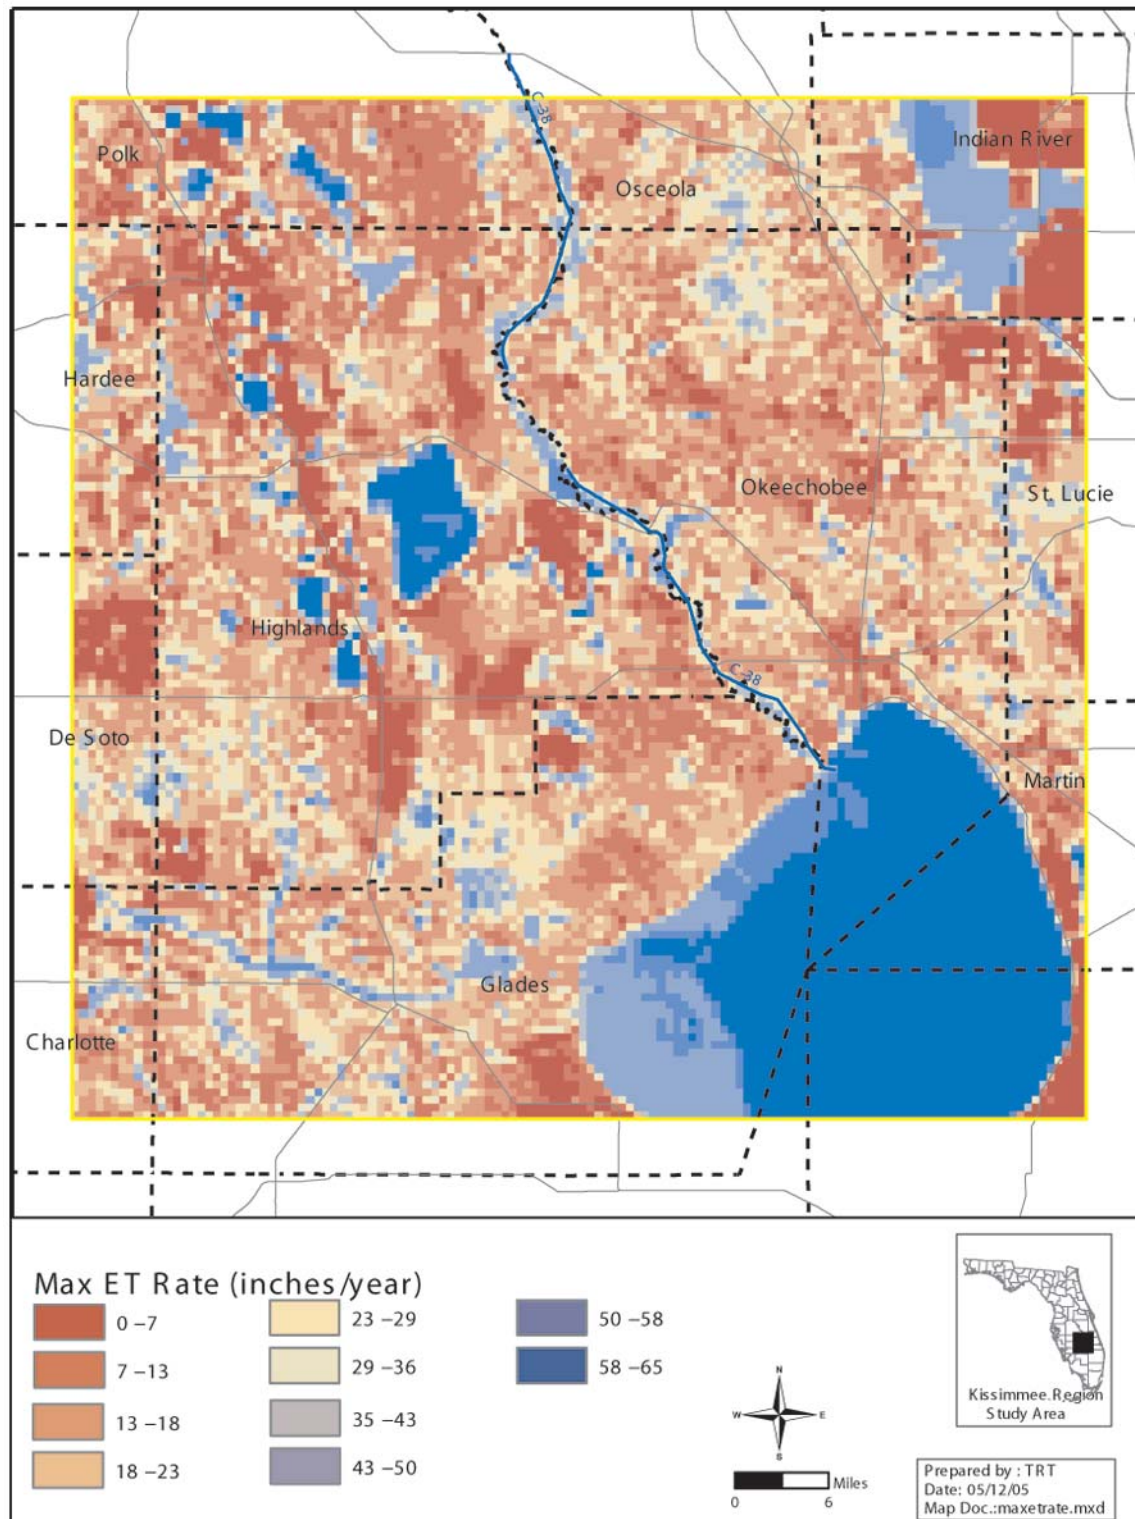 C-38
Polk
Indian River
Osceola
Hardee
Okeechobee
St. Lucie
Highlands
C-38
De Soto
Martin
Glades
Charlotte
Max ET Rate (inches/year)
0 –7
7 –13
13 –18
18 –23
23 –29
29 –36
35 –43
43 –50
50 –58
58 –65
N
W E
S
Miles
0 6
Kissimmee.Region
Study Area
Prepared by : TRT
Date: 05/12/05
Map Doc.:maxetrate.mxd